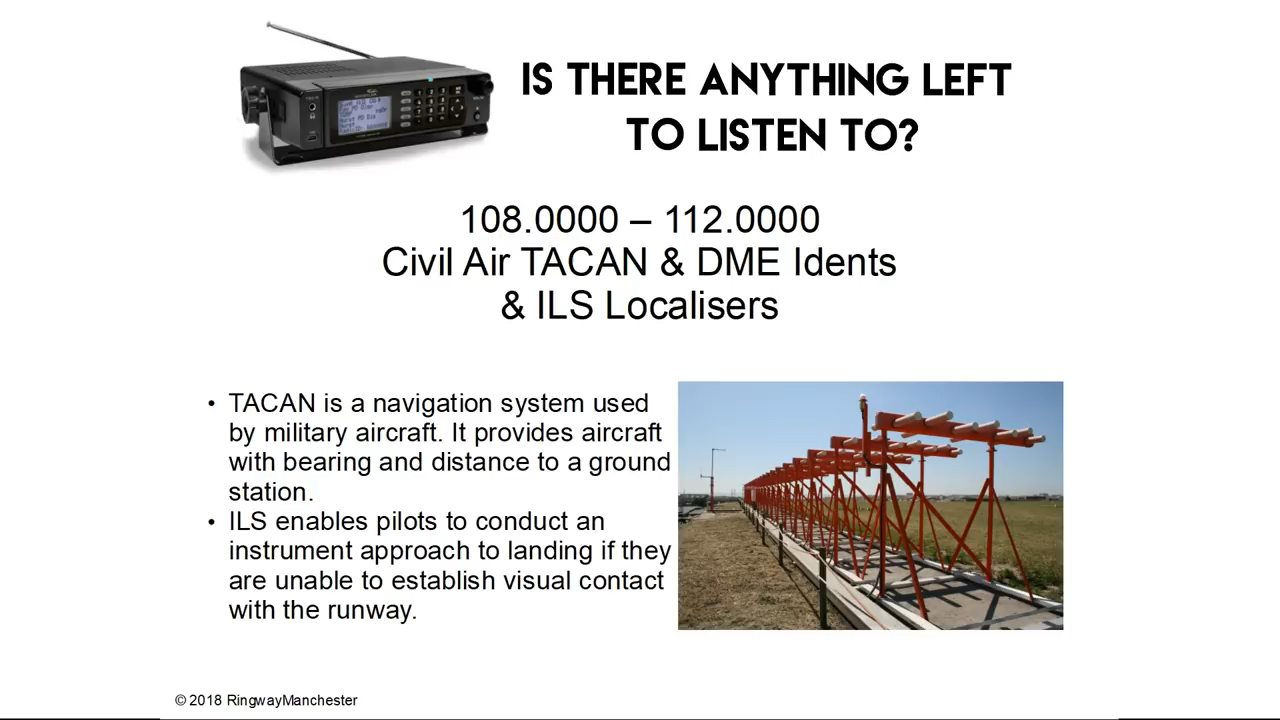 IS THERE ANYTHING LEFT
TO LISTEN TO?
108.0000 – 112.0000
Civil Air TACAN & DME Idents
& ILS Localisers
• TACAN is a navigation system used
by military aircraft. It provides aircraft
with bearing and distance to a ground
station.
• ILS enables pilots to conduct an
instrument approach to landing if they
are unable to establish visual contact
with the runway.
© 2018 RingwayManchester